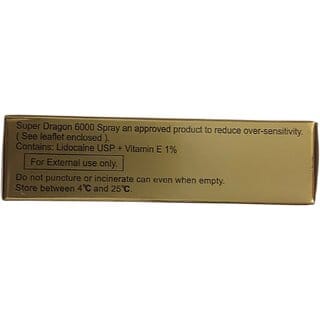 Super Dragon 6000 Spray an approved product to reduce over-sensitivity.
( See leaflet enclosed ).
Contains: Lidocaine USP + Vitamin E 1%
For External use only.
Do not puncture or incinerate can even when empty.
Store between 4℃ and 25℃.